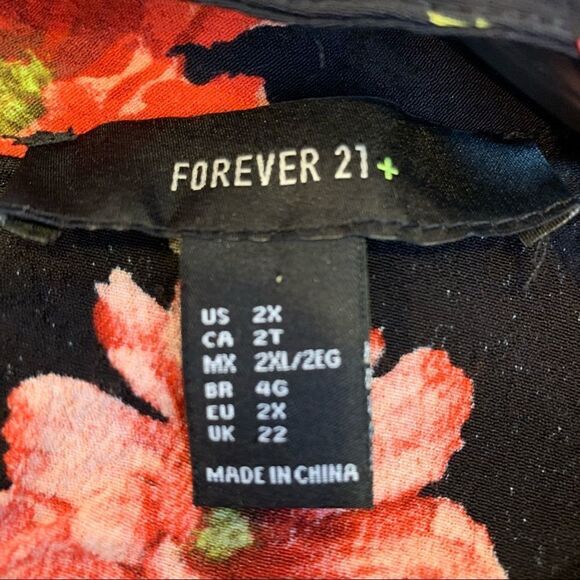 FOREVER 21+
US 2X
CA 2T
MX 2XL/2EG
BR 4G
EU 2X
UK 22
MADE IN CHINA